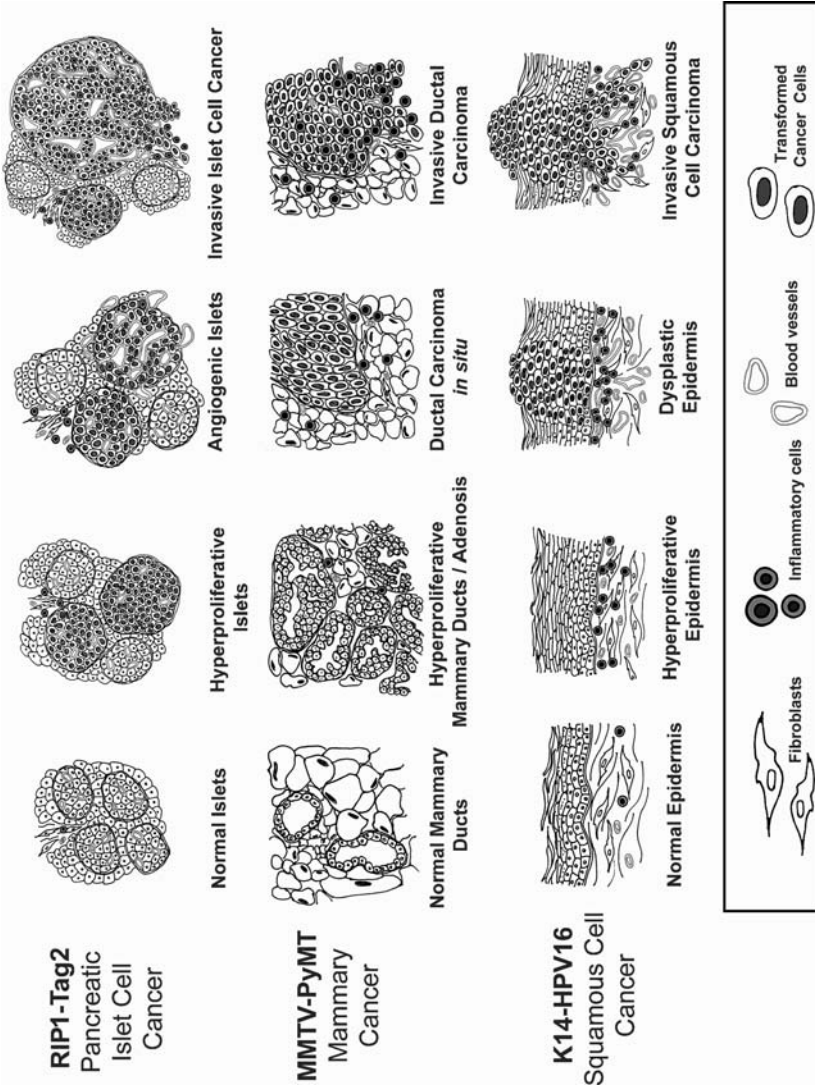 RIP1-Tag2
Pancreatic
Islet Cell
Cancer
Normal Islets
Hyperproliferative
Islets
Angiogenic Islets
Invasive Islet Cell Cancer
MMTV-PyMT
Mammary
Cancer
Normal Mammary
Ducts
Hyperproliferative
Mammary Ducts / Adenosis
Ductal Carcinoma
in situ
Invasive Ductal
Carcinoma
K14-HPV16
Squamous Cell
Cancer
Normal Epidermis
Hyperproliferative
Epidermis
Dysplastic
Epidermis
Invasive Squamous
Cell Carcinoma
Fibroblasts
Inflammatory cells
Blood vessels
Transformed
Cancer Cells